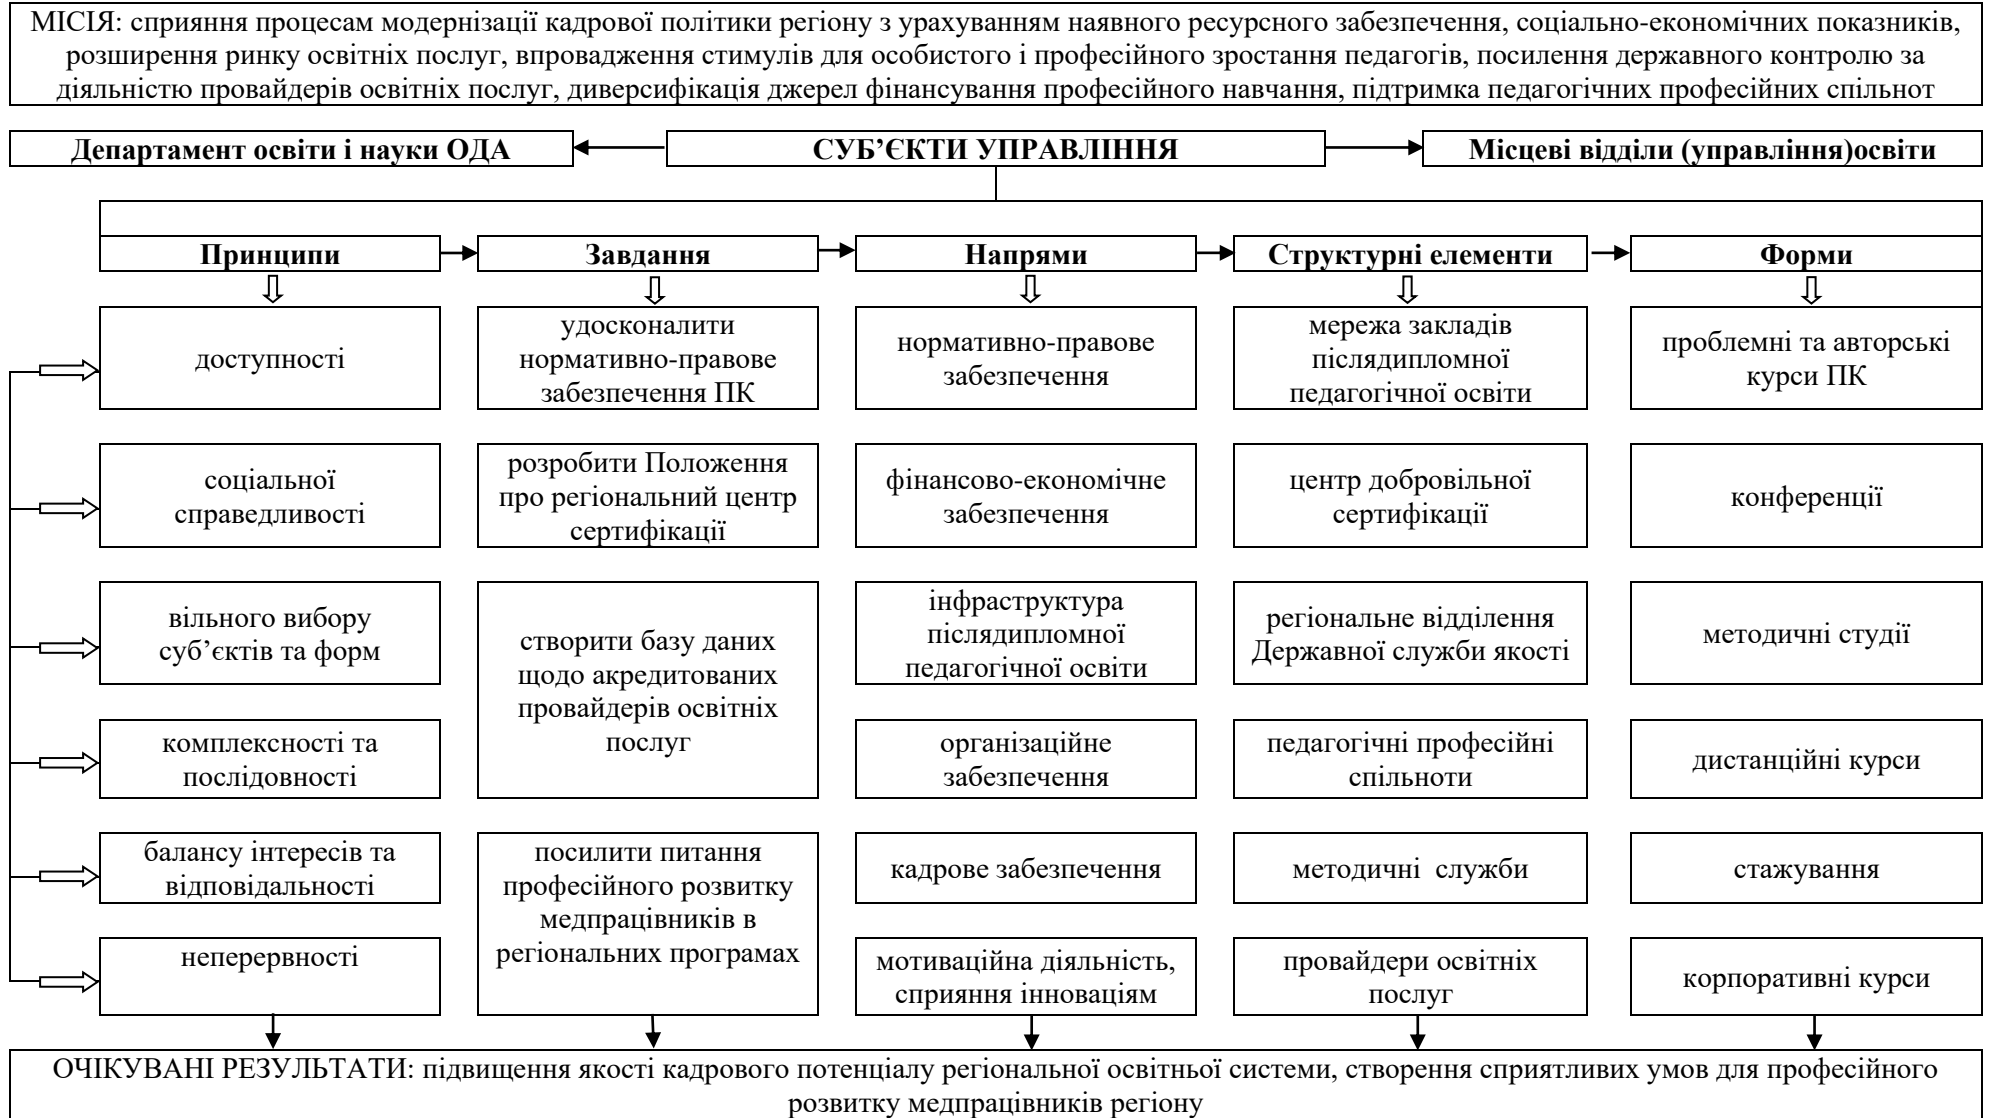 МІСІЯ: сприяння процесам модернізації кадрової політики регіону з урахуванням наявного ресурсного забезпечення, соціально-економічних показників,
розширення ринку освітніх послуг, впровадження стимулів для особистого і професійного зростання педагогів, посилення державного контролю за
діяльністю провайдерів освітніх послуг, диверсифікація джерел фінансування професійного навчання, підтримка педагогічних професійних спільнот
Департамент освіти і науки ОДА
СУБ’ЄКТИ УПРАВЛІННЯ
Місцеві відділи (управління)освіти
Принципи
Завдання
Напрями
Структурні елементи
Форми
доступності
удосконалити
нормативно-правове
забезпечення ПК
нормативно-правове
забезпечення
мережа закладів
післядипломної
педагогічної освіти
проблемні та авторські
курси ПК
соціальної
справедливості
розробити Положення
про регіональний центр
сертифікації
фінансово-економічне
забезпечення
центр добровільної
сертифікації
конференції
вільного вибору
суб’єктів та форм
створити базу даних
щодо акредитованих
провайдерів освітніх
послуг
інфраструктура
післядипломної
педагогічної освіти
регіональне відділення
Державної служби якості
методичні студії
комплексності та
послідовності
організаційне
забезпечення
педагогічні професійні
спільноти
дистанційні курси
балансу інтересів та
відповідальності
посилити питання
професійного розвитку
медпрацівників в
регіональних програмах
кадрове забезпечення
методичні служби
стажування
неперервності
мотиваційна діяльність,
сприяння інноваціям
провайдери освітніх
послуг
корпоративні курси
ОЧІКУВАНІ РЕЗУЛЬТАТИ: підвищення якості кадрового потенціалу регіональної освітньої системи, створення сприятливих умов для професійного
розвитку медпрацівників регіону